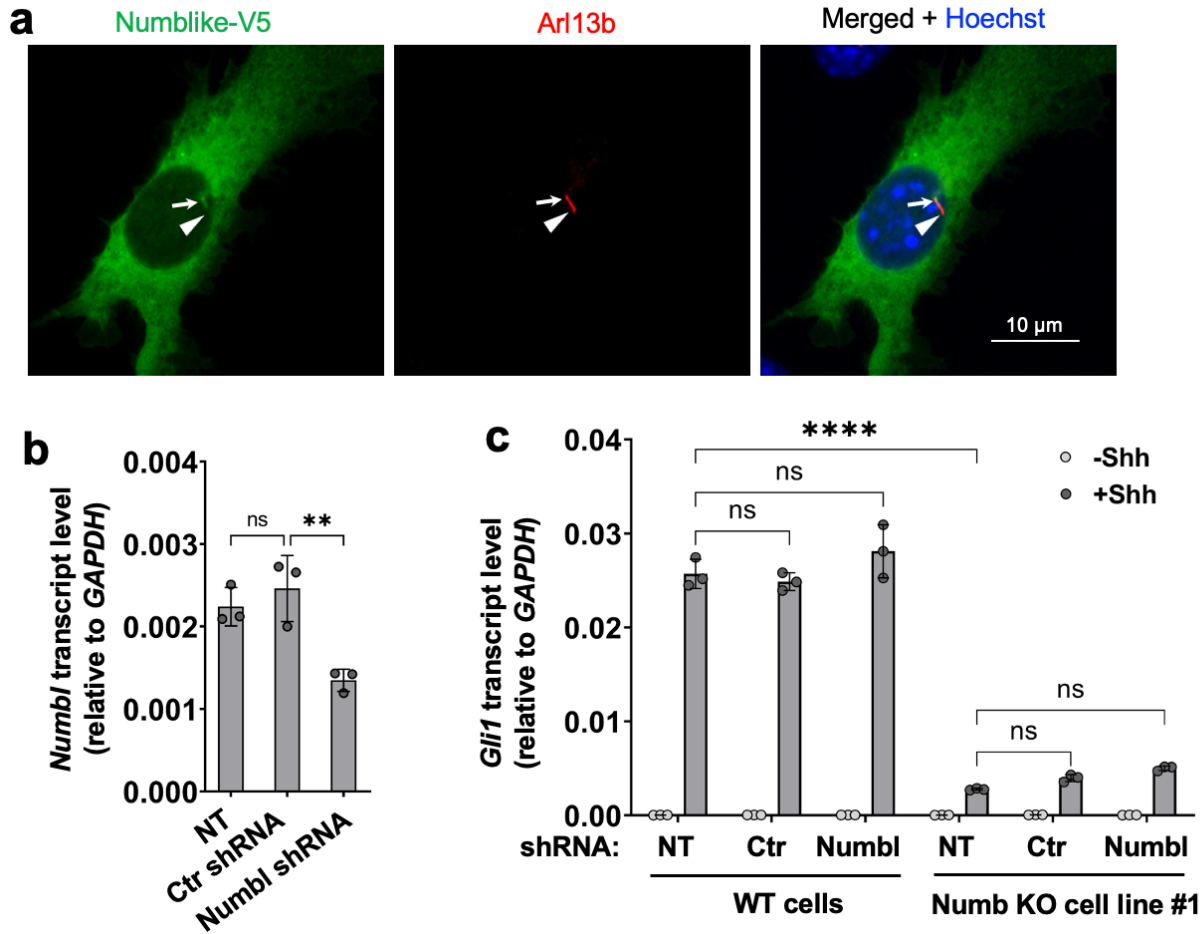 a
Numblike-V5
Arl13b
Merged + Hoechst
10 µm
b
Numbl transcript level
(relative to GAPDH)
0.004
0.003
0.002
0.001
0.000
ns
**
NT
Ctr shRNA
Numbl shRNA
c
Gli1 transcript level
(relative to GAPDH)
0.04
0.03
0.02
0.01
0.00
****
ns
ns
ns
ns
-Shh
+Shh
shRNA: NT Ctr Numbl NT Ctr Numbl
WT cells Numb KO cell line #1